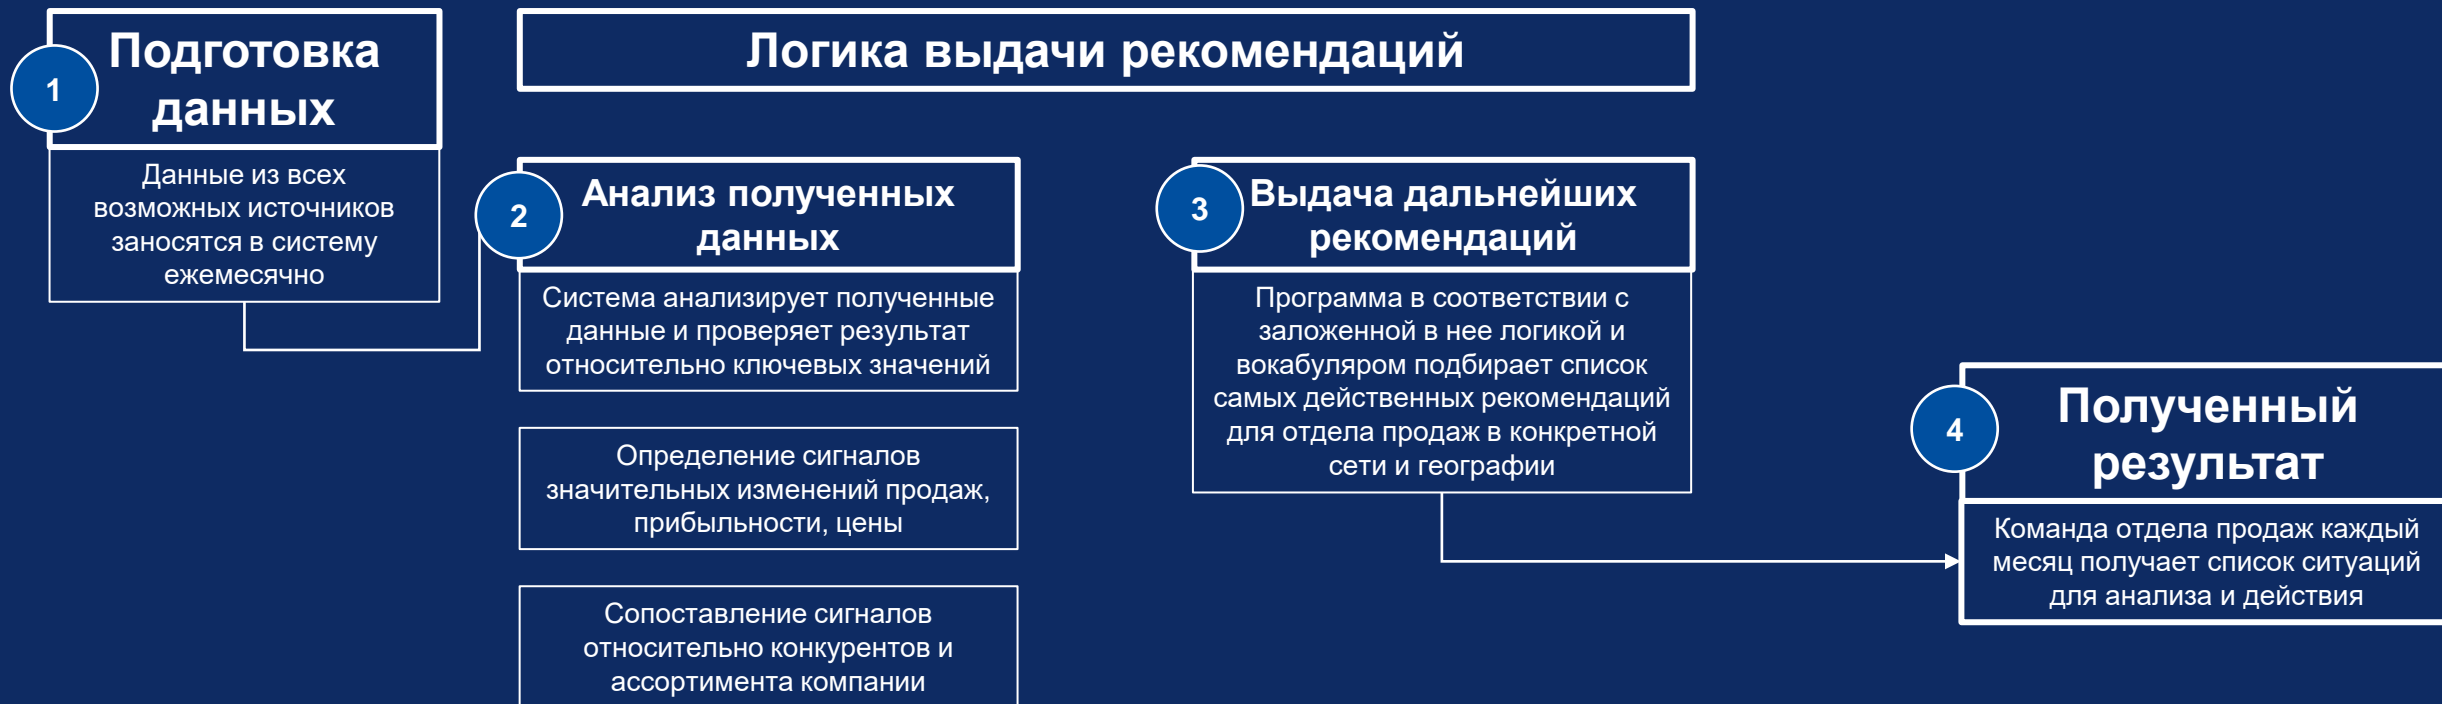 1
Подготовка
данных
Данные из всех
возможных источников
заносятся в систему
ежемесячно
Логика выдачи рекомендаций
2
Анализ полученных
данных
Система анализирует полученные
данные и проверяет результат
относительно ключевых значений
Определение сигналов
значительных изменений продаж,
прибыльности, цены
Сопоставление сигналов
относительно конкурентов и
ассортимента компании
3
Выдача дальнейших
рекомендаций
Программа в соответствии с
заложенной в нее логикой и
вокабуляром подбирает список
самых действенных рекомендаций
для отдела продаж в конкретной
сети и географии
4
Полученный
результат
Команда отдела продаж каждый
месяц получает список ситуаций
для анализа и действия